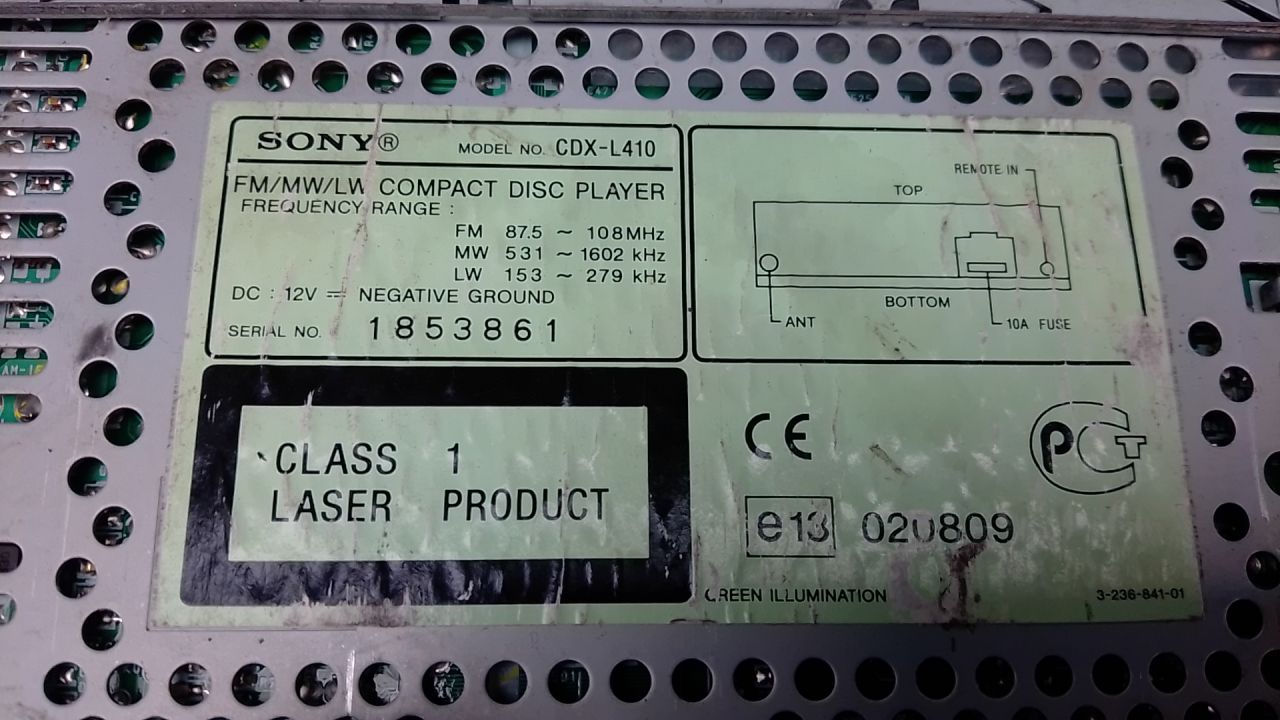 SONY® MODEL NO. CDX-L410
FM/MW/LW COMPACT DISC PLAYER
FREQUENCY RANGE :
FM 87.5 ~ 108MHz
MW 531 ~ 1602 kHz
LW 153 ~ 279 kHz
DC : 12V ⎓ NEGATIVE GROUND
SERIAL NO. 1853861
REMOTE IN
TOP
BOTTOM
ANT
10A FUSE
CLASS 1
LASER PRODUCT
CE
PCT
e13 020809
GREEN ILLUMINATION
3-236-841-01